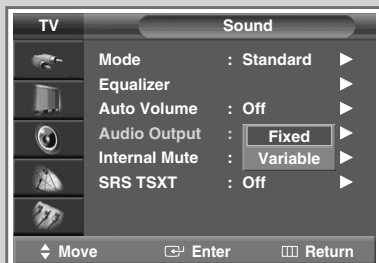 TV Sound
Mode : Standard
Equalizer
Auto Volume : Off
Audio Output : Fixed
Internal Mute : Variable
SRS TSXT : Off
Move Enter Return